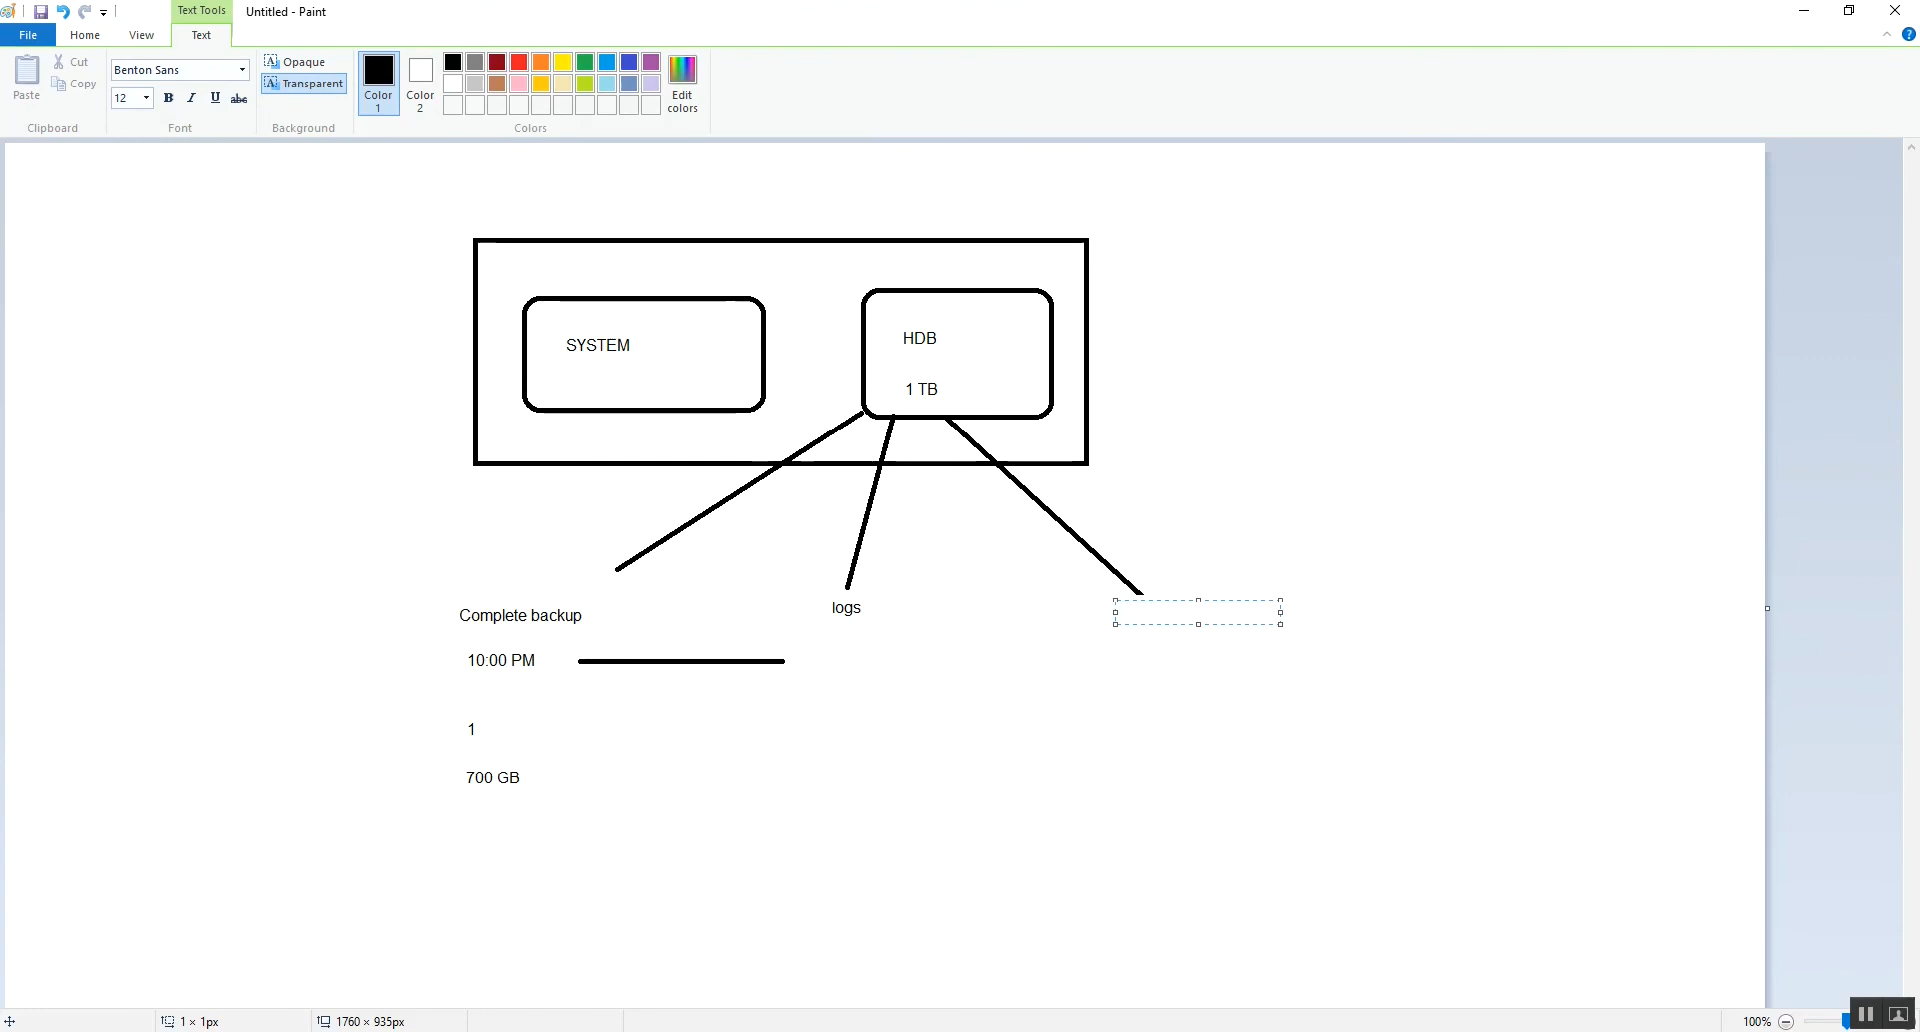 Text Tools
Untitled - Paint
File
Home
View
Text
Paste
Cut
Copy
Clipboard
Benton Sans
12
B
I
U
abc
Font
A Opaque
A Transparent
Background
Color
1
Color
2
Edit
colors
Colors
SYSTEM
HDB
1 TB
Complete backup
logs
10:00 PM
1
700 GB
1 × 1px
1760 × 935px
100%